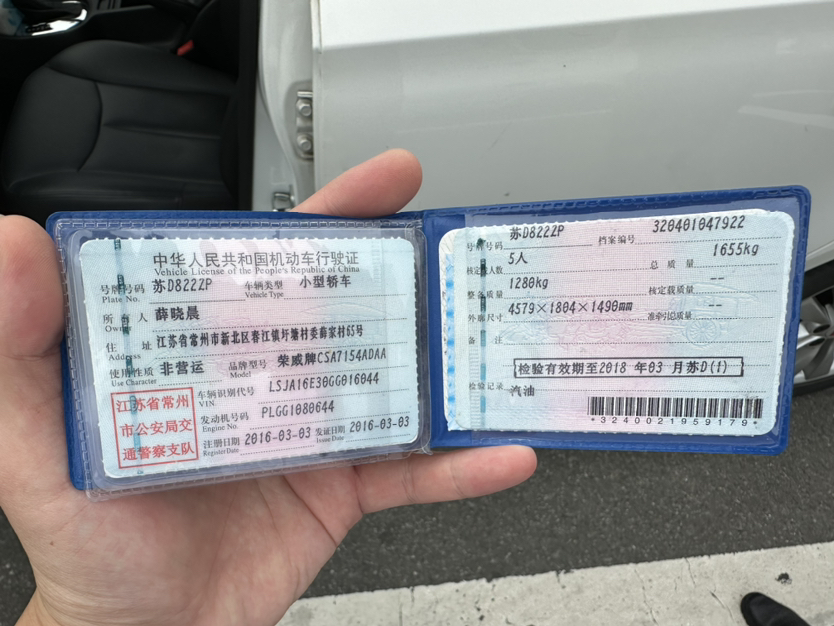 中华人民共和国机动车行驶证
Vehicle License of the People's Republic of China
号牌号码 苏D8222P 车辆类型 小型轿车
Plate No. Vehicle Type
所有人 薛晓晨
Owner
住址 江苏省常州市新北区春江镇圩塘村委薛家村65号
Address
使用性质 非营运 品牌型号 荣威牌CSA7154ADAA
Use Character Model
江苏省常州
市公安局交
通警察支队
车辆识别代号 LSJA16E30GG016044
VIN
发动机号码 PLGG1080644
Engine No.
注册日期 2016-03-03 发证日期 2016-03-03
Register Date Issue Date
号牌号码 苏D8222P 档案编号 320401047922
核定载人数 5人 总质量 1655kg
整备质量 1280kg 核定载质量 --
外廓尺寸 4579×1804×1490mm 准牵引总质量 --
备注
检验有效期至2018 年03 月苏D(1)
检验记录 汽油
*3240021959179*